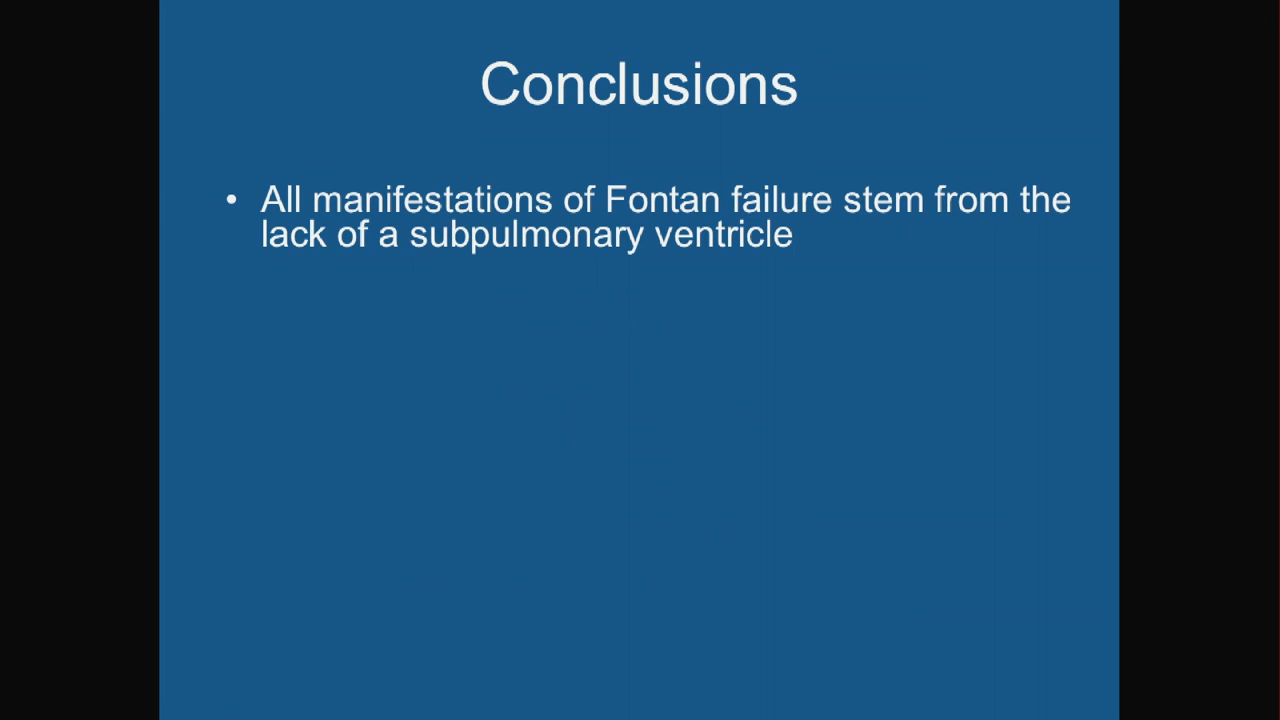 Conclusions
• All manifestations of Fontan failure stem from the
lack of a subpulmonary ventricle